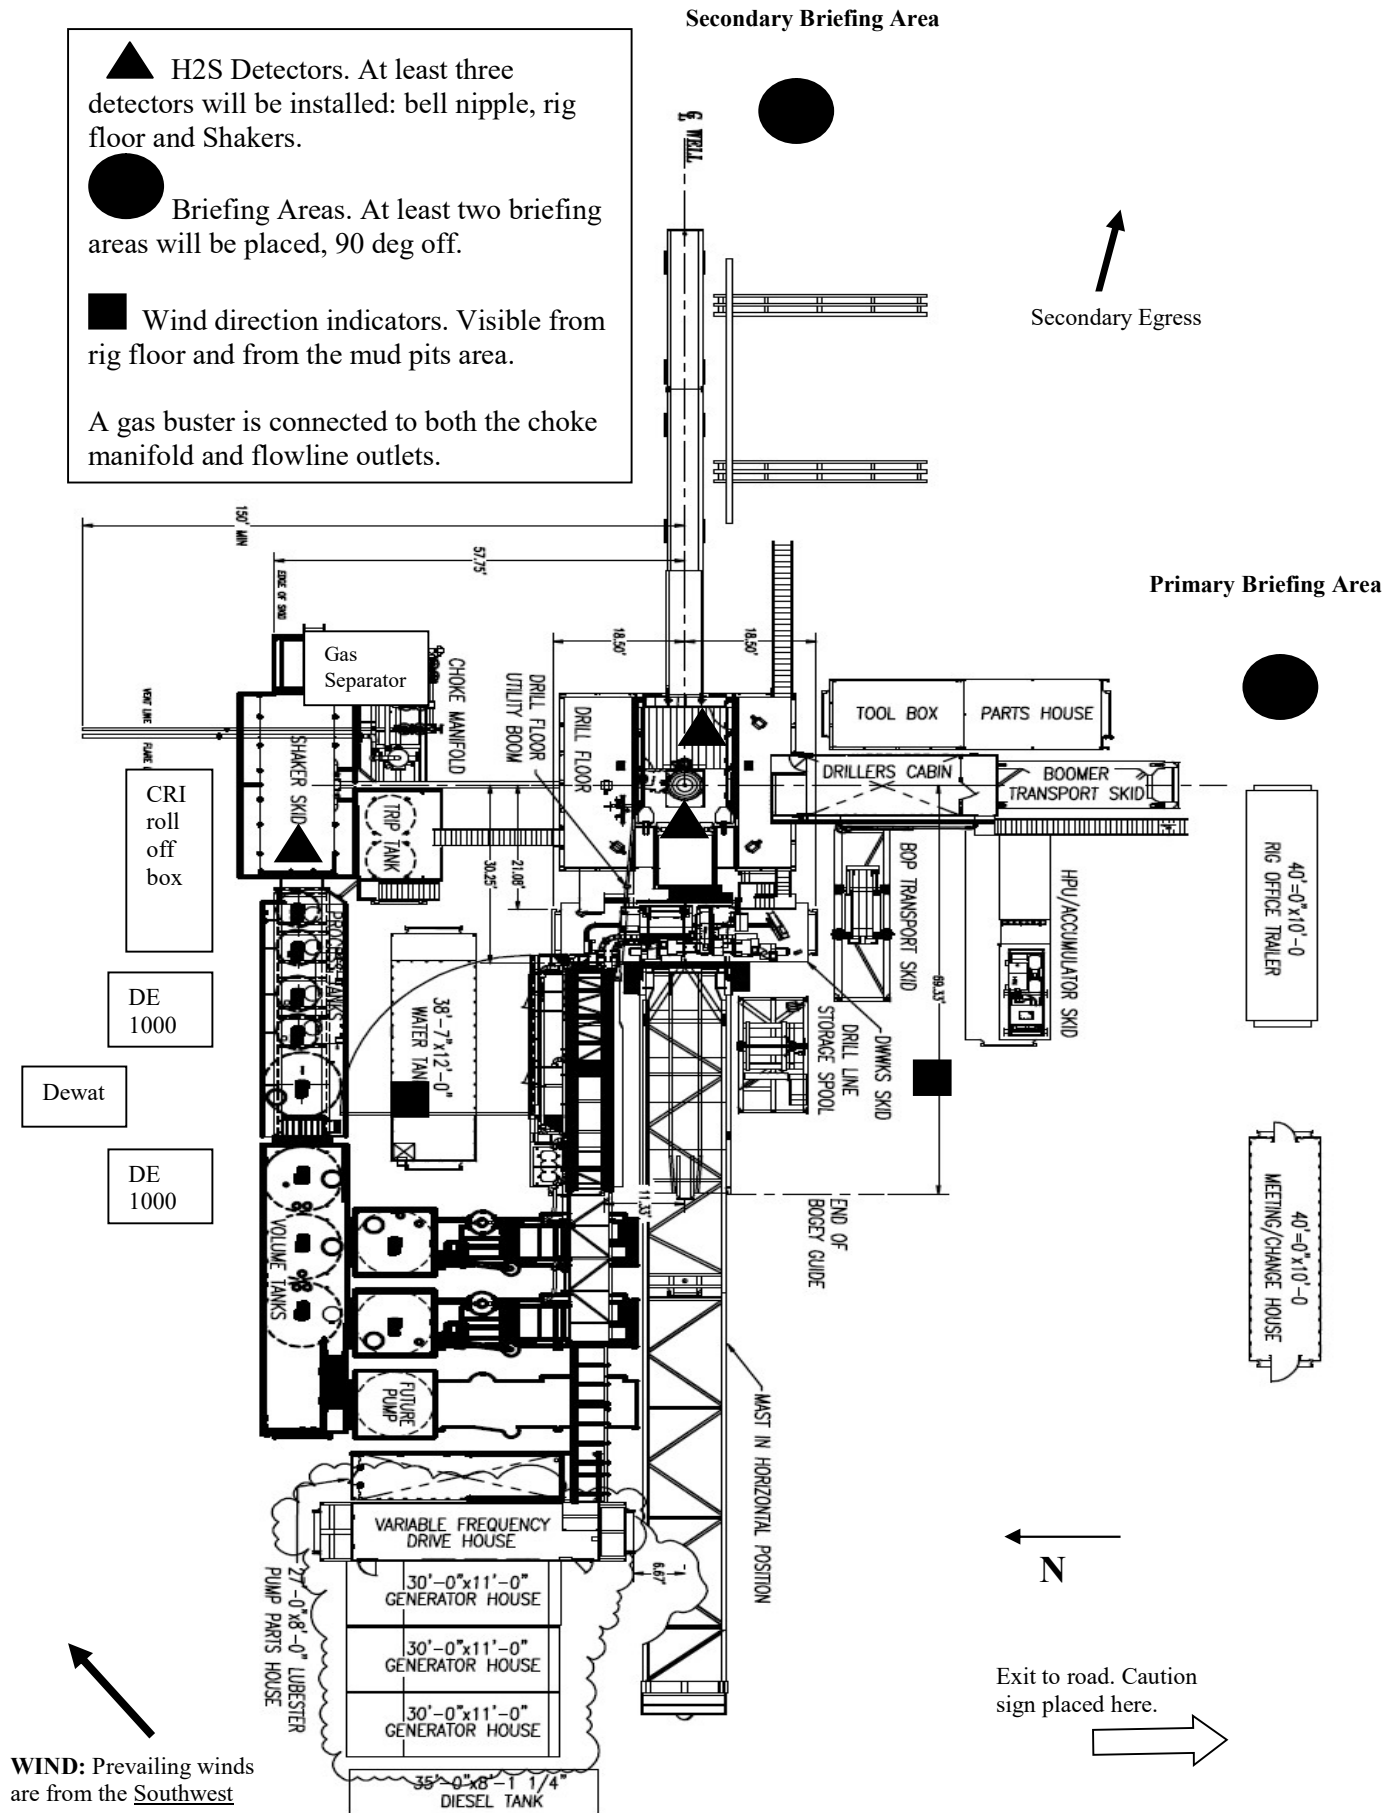 Secondary Briefing Area
H2S Detectors. At least three
detectors will be installed: bell nipple, rig
floor and Shakers.
Briefing Areas. At least two briefing
areas will be placed, 90 deg off.
Wind direction indicators. Visible from
rig floor and from the mud pits area.
A gas buster is connected to both the choke
manifold and flowline outlets.
WELL
Secondary Egress
150' MIN
57.75'
EDGE OF SKID
Primary Briefing Area
18.50'
18.50'
Gas
Separator
CHOKE MANIFOLD
DRILL FLOOR
UTILITY BOOM
DRILL FLOOR
TOOL BOX
PARTS HOUSE
VENT LINE
SHAKER SKID
DRILLERS CABIN
BOOMER
TRANSPORT SKID
CRI
roll
off
box
TRIP TANK
30.25'
21.08'
BOP TRANSPORT SKID
HPU/ACCUMULATOR SKID
40'=0"x10'-0
RIG OFFICE TRAILER
DE
1000
38'-7"x12'-0"
DRILL LINE
STORAGE SPOOL
DWWKS SKID
69.33'
Dewat
DE
1000
VOLUME TANKS
11.33'
END OF
BOGEY GUIDE
40'=0"x10'-0
MEETING/CHANGE HOUSE
FUTURE
PUMP
MAST IN HORIZONTAL POSITION
VARIABLE FREQUENCY
DRIVE HOUSE
6.67'
27'-0"x8'-0" LUBESTER
PUMP PARTS HOUSE
30'-0"x11'-0"
GENERATOR HOUSE
30'-0"x11'-0"
GENERATOR HOUSE
30'-0"x11'-0"
GENERATOR HOUSE
N
Exit to road. Caution
sign placed here.
WIND: Prevailing winds
are from the Southwest
35'-0"x8'-1 1/4"
DIESEL TANK